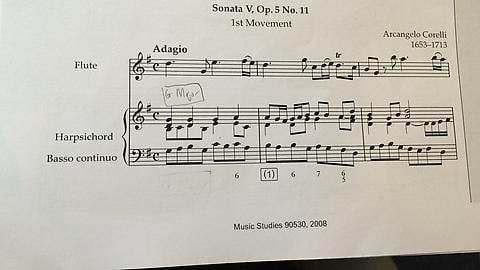 Sonata V, Op. 5 No. 11
1st Movement
Arcangelo Corelli
1653–1713
Adagio
tr
Flute
G Major
Harpsichord
Basso continuo
6 (1) 6 7 6
5
Music Studies 90530, 2008